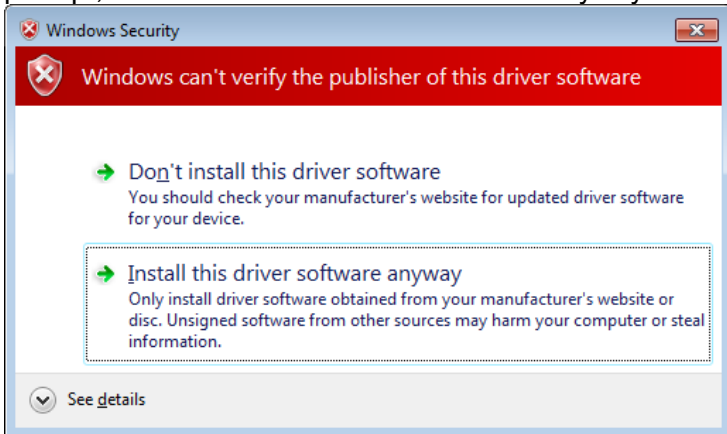 Windows Security
Windows can't verify the publisher of this driver software
Don't install this driver software
You should check your manufacturer's website for updated driver software
for your device.
Install this driver software anyway
Only install driver software obtained from your manufacturer's website or
disc. Unsigned software from other sources may harm your computer or steal
information.
See details